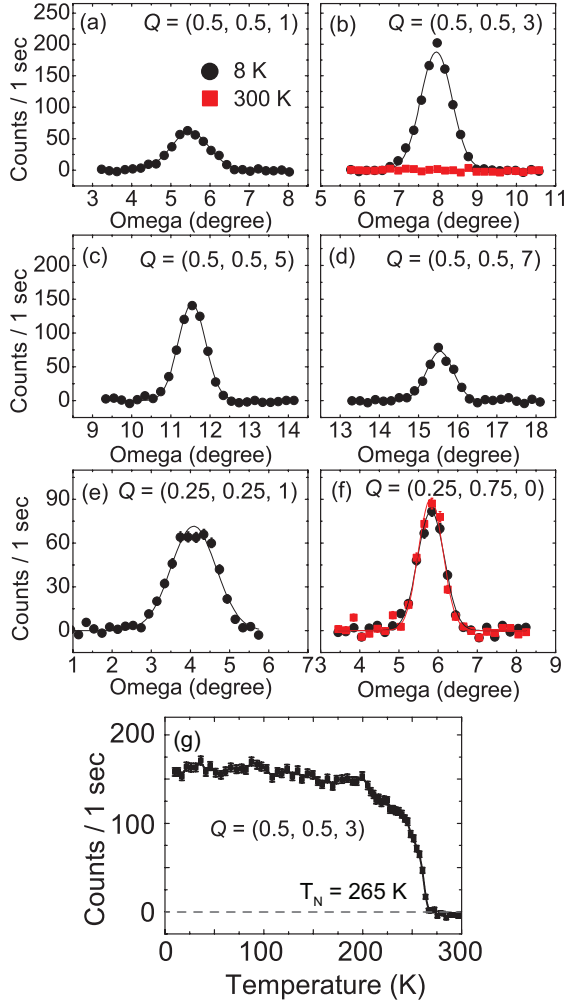 (a) Q = (0.5, 0.5, 1)
8 K
300 K
250
200
150
100
50
0
Counts / 1 sec
3 4 5 6 7 8
Omega (degree)
(b) Q = (0.5, 0.5, 3)
5 6 7 8 9 10 11
Omega (degree)
(c) Q = (0.5, 0.5, 5)
200
150
100
50
0
Counts / 1 sec
9 10 11 12 13 14
Omega (degree)
(d) Q = (0.5, 0.5, 7)
13 14 15 16 17 18
Omega (degree)
(e) Q = (0.25, 0.25, 1)
90
60
30
0
Counts / 1 sec
1 2 3 4 5 6 7
Omega (degree)
(f) Q = (0.25, 0.75, 0)
3 4 5 6 7 8 9
Omega (degree)
(g)
200
100
0
Counts / 1 sec
Q = (0.5, 0.5, 3)
T_N = 265 K
0 50 100 150 200 250 300
Temperature (K)